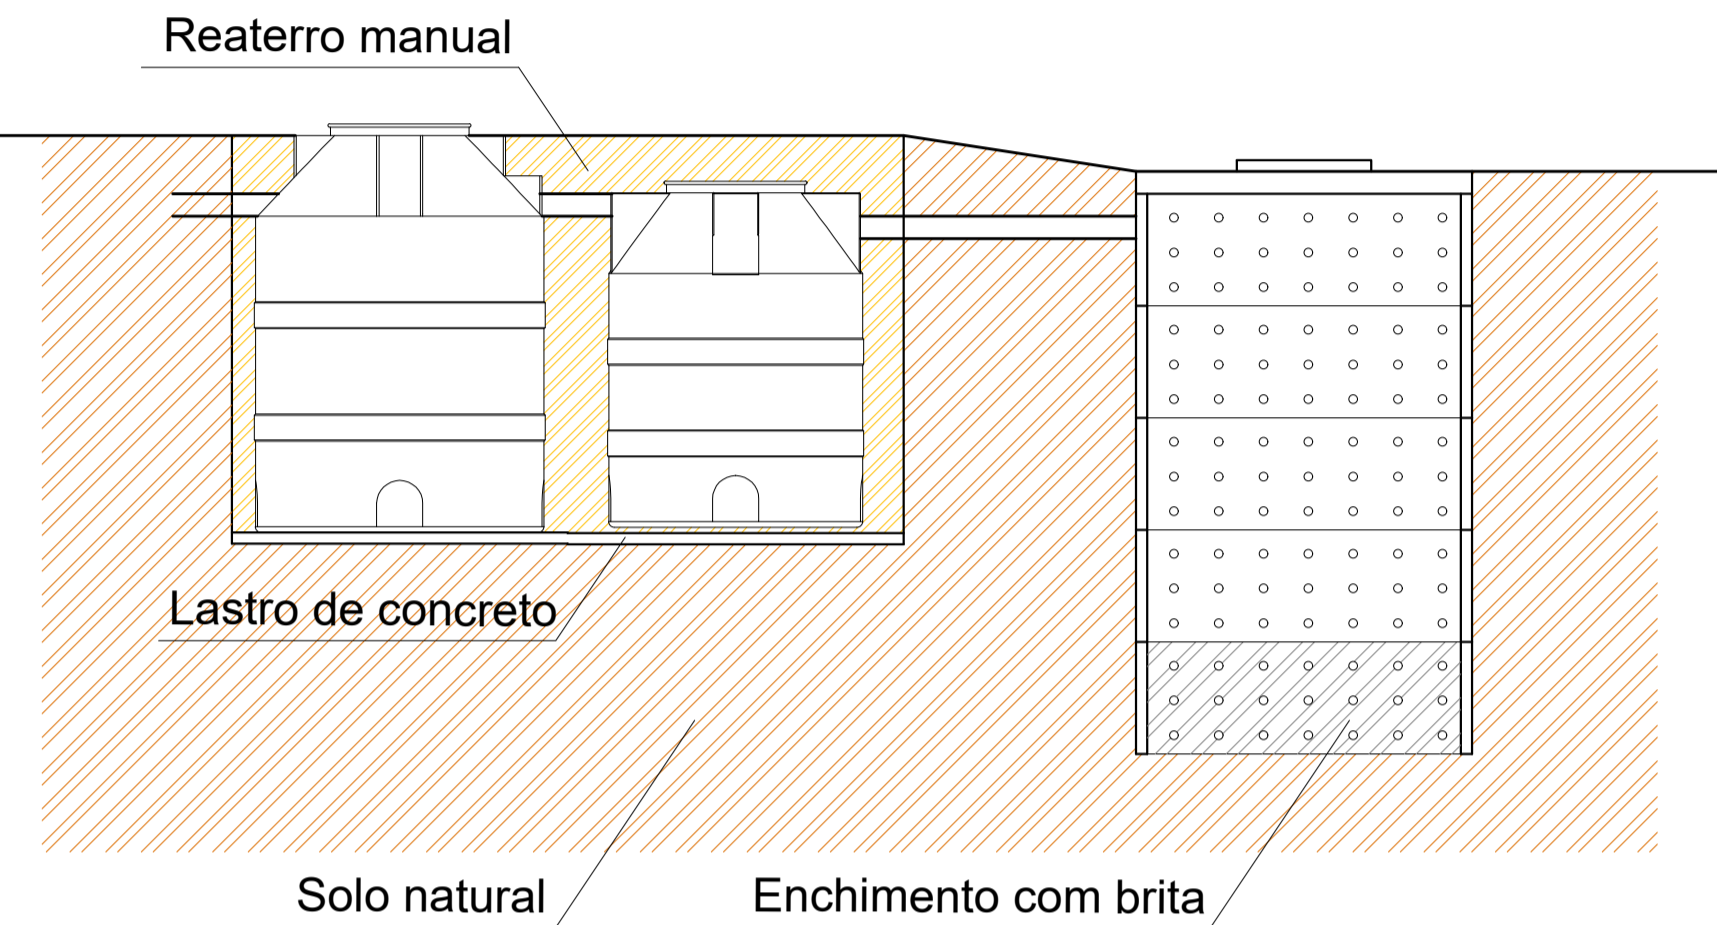 Reaterro manual
Lastro de concreto
Solo natural
Enchimento com brita